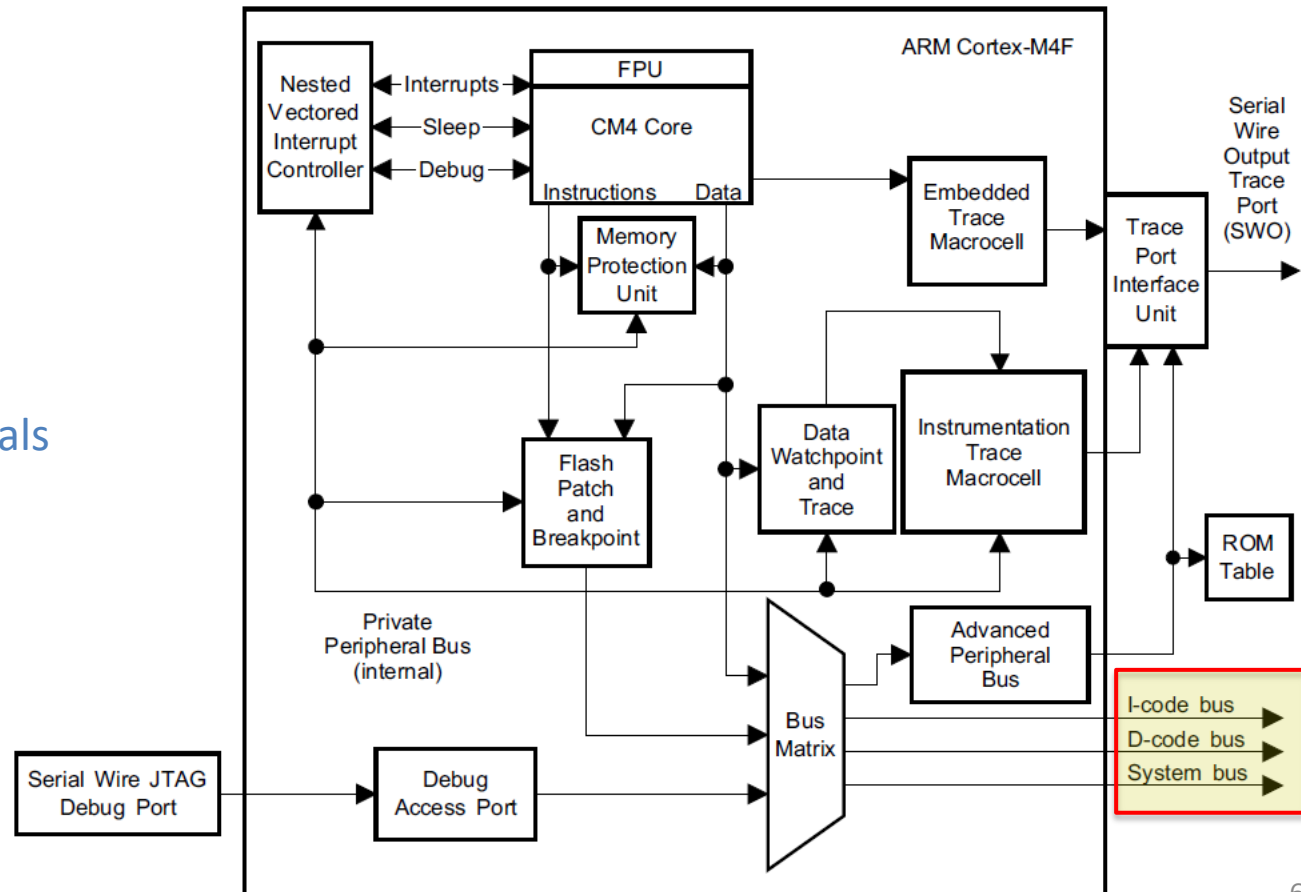 ARM Cortex-M4F
Nested
Vectored
Interrupt
Controller
Interrupts
Sleep
Debug
FPU
CM4 Core
Instructions Data
Memory
Protection
Unit
Embedded
Trace
Macrocell
Trace
Port
Interface
Unit
Serial
Wire
Output
Trace
Port
(SWO)
als
Flash
Patch
and
Breakpoint
Data
Watchpoint
and
Trace
Instrumentation
Trace
Macrocell
ROM
Table
Private
Peripheral Bus
(internal)
Advanced
Peripheral
Bus
Bus
Matrix
I-code bus
D-code bus
System bus
Serial Wire JTAG
Debug Port
Debug
Access Port